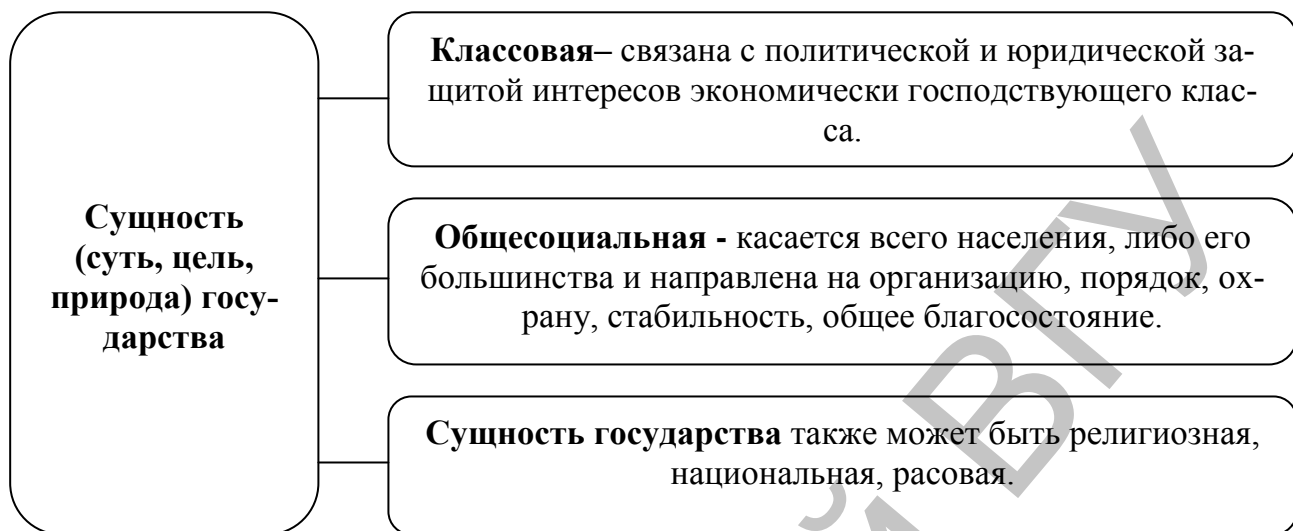 Сущность
(суть, цель,
природа) госу-
дарства
Классовая– связана с политической и юридической за-
щитой интересов экономически господствующего клас-
са.
Общесоциальная - касается всего населения, либо его
большинства и направлена на организацию, порядок, ох-
рану, стабильность, общее благосостояние.
Сущность государства также может быть религиозная,
национальная, расовая.
ВГУ